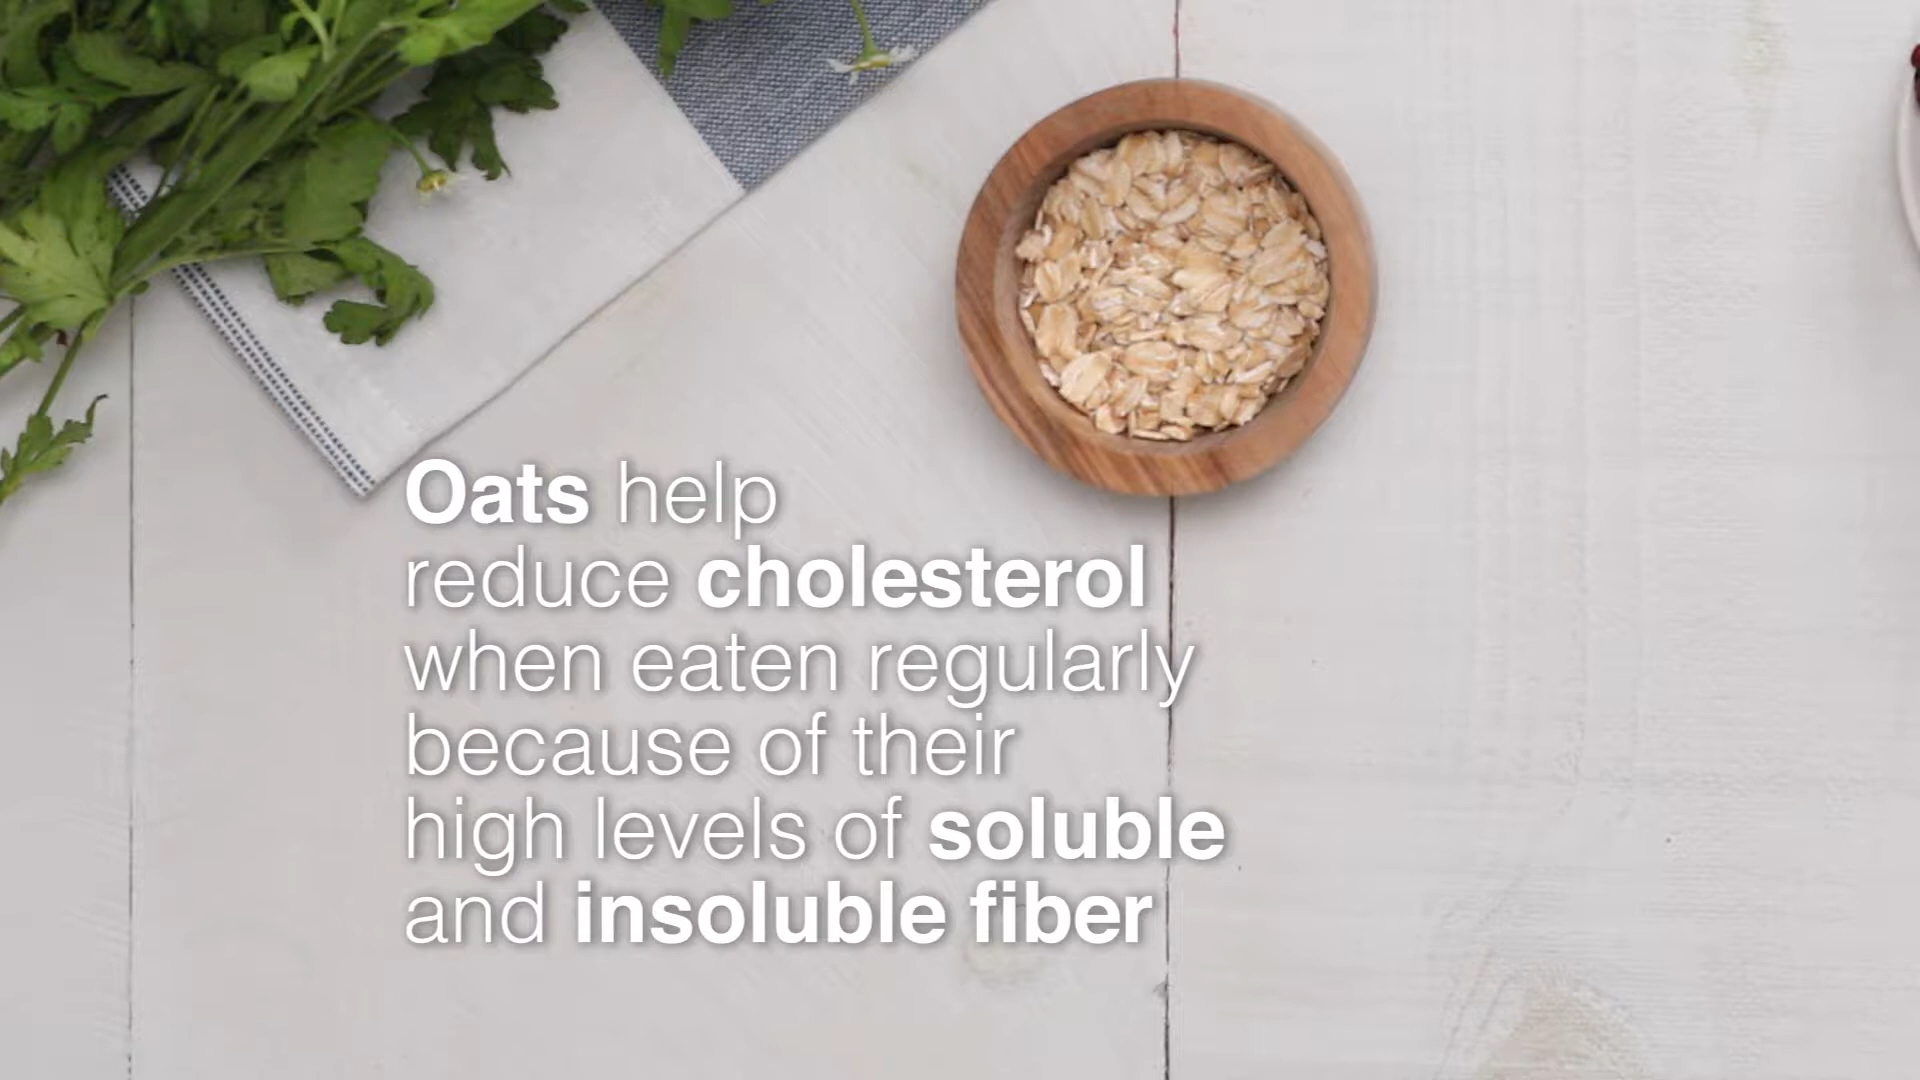 Oats help
reduce cholesterol
when eaten regularly
because of their
high levels of soluble
and insoluble fiber